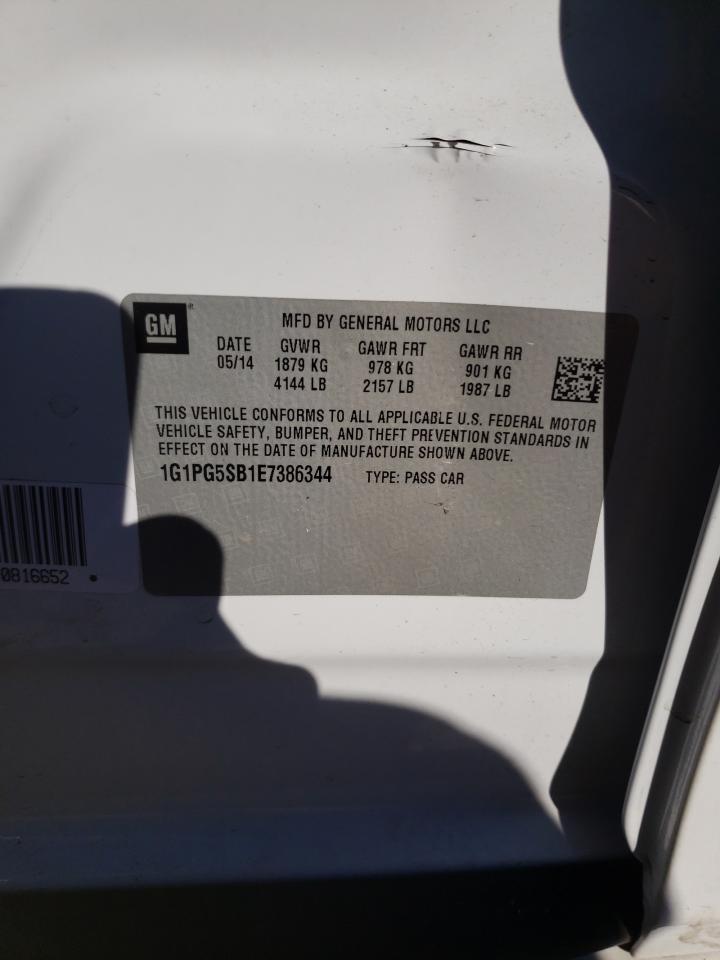 GM®
MFD BY GENERAL MOTORS LLC
DATE GVWR GAWR FRT GAWR RR
05/14 1879 KG 978 KG 901 KG
4144 LB 2157 LB 1987 LB
THIS VEHICLE CONFORMS TO ALL APPLICABLE U.S. FEDERAL MOTOR
VEHICLE SAFETY, BUMPER, AND THEFT PREVENTION STANDARDS IN
EFFECT ON THE DATE OF MANUFACTURE SHOWN ABOVE.
1G1PG5SB1E7386344 TYPE: PASS CAR
0816652